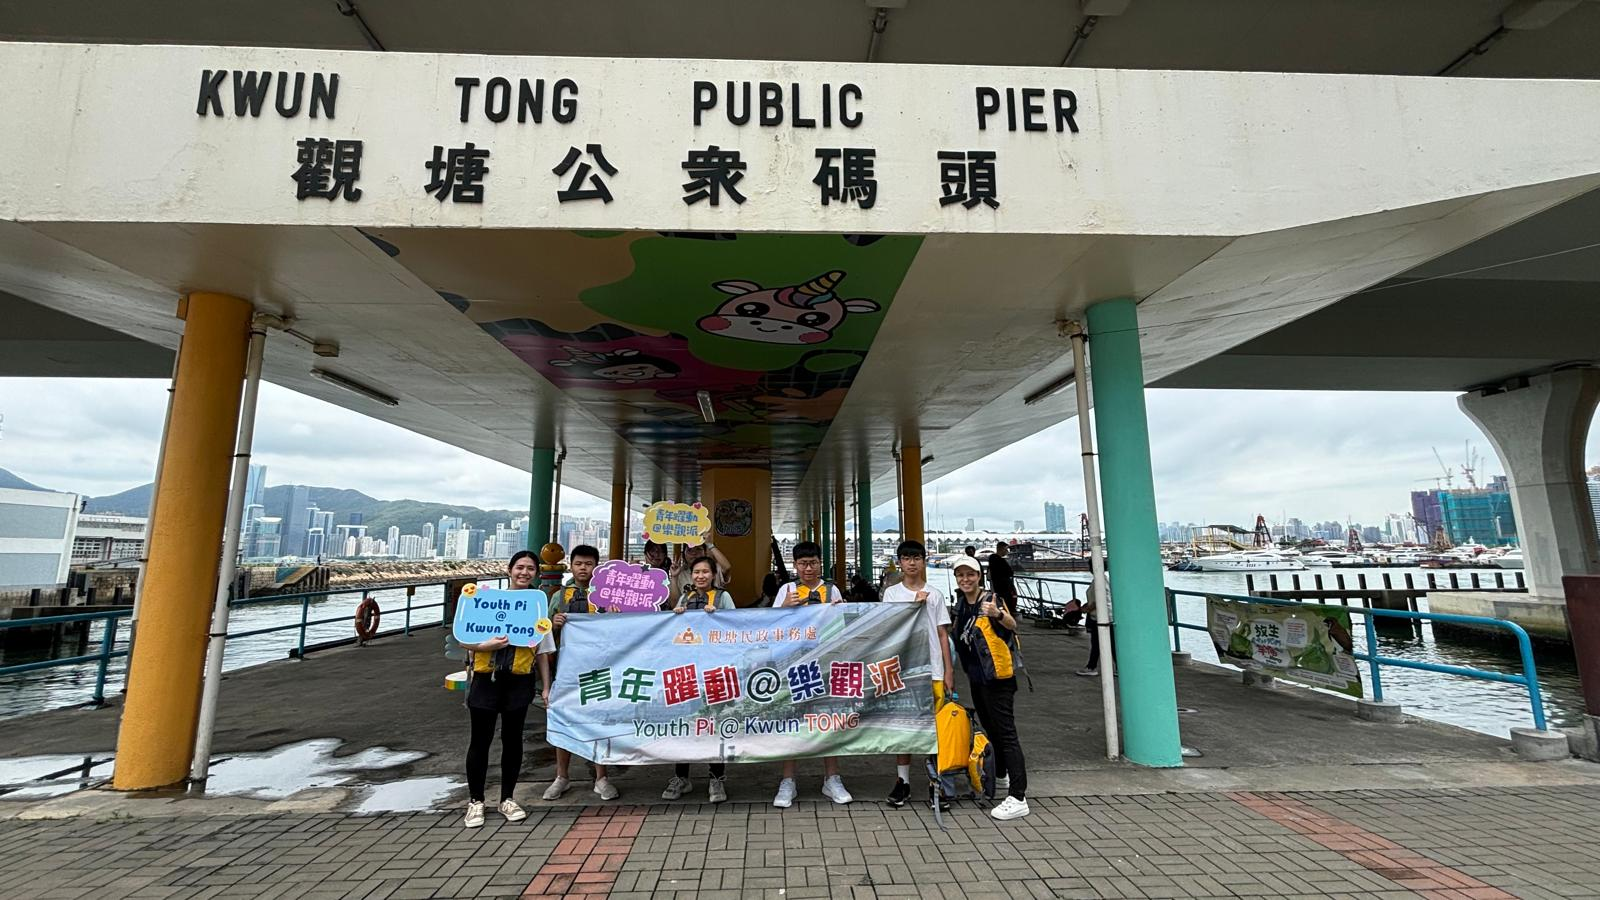 KWUN TONG PUBLIC PIER
觀塘公眾碼頭
青年躍動
@樂觀派
青年躍動
@樂觀派
Youth Pi
@
Kwun Tong
觀塘民政事務處
青年躍動@樂觀派
Youth Pi @ Kwun TONG
放生